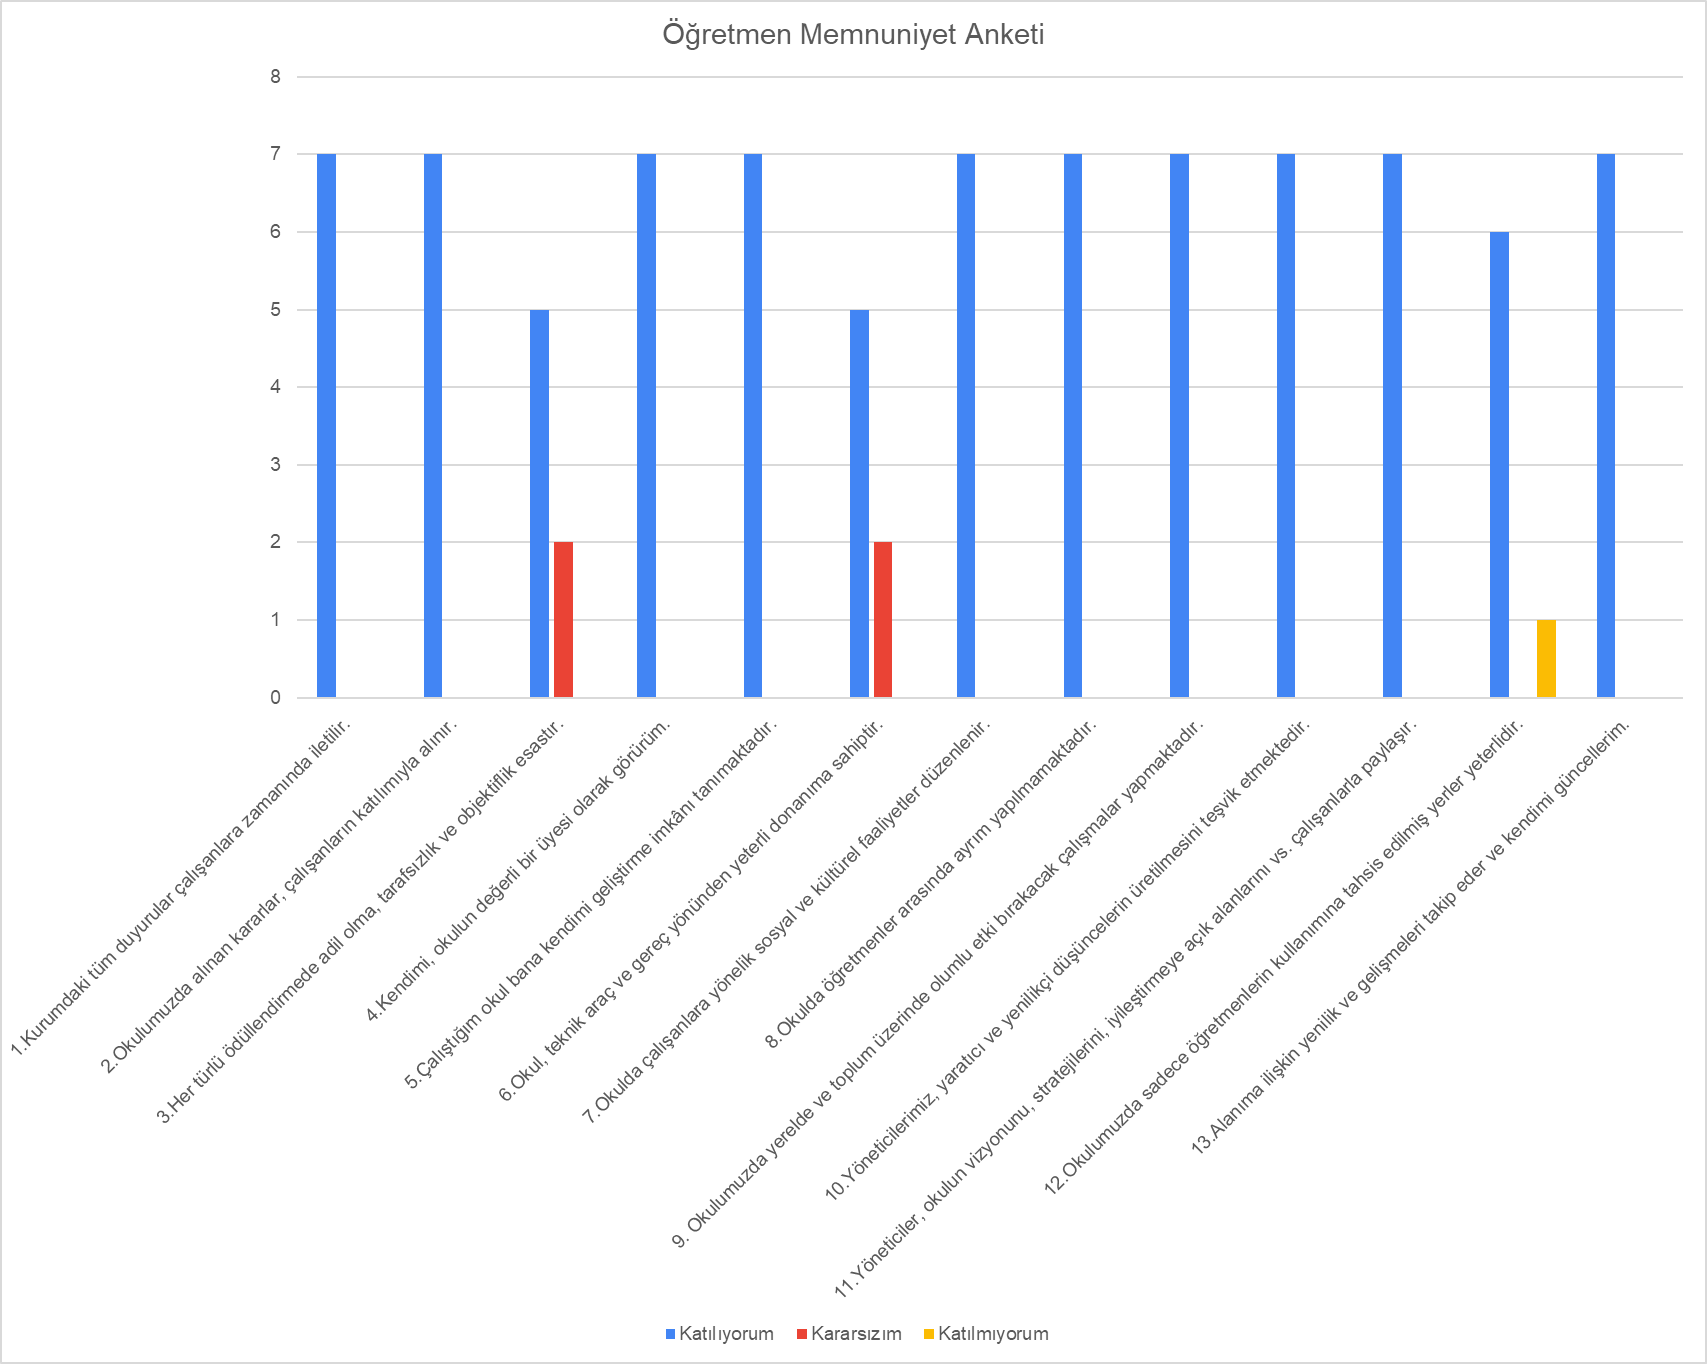 Öğretmen Memnuniyet Anketi
8
7
6
5
4
3
2
1
0
1.Kurumdaki tüm duyurular çalışanlara zamanında iletilir.
2.Okulumuzda alınan kararlar, çalışanların katılımıyla alınır.
3.Her türlü ödüllendirmede adil olma, tarafsızlık ve objektiflik esastır.
4.Kendimi, okulun değerli bir üyesi olarak görürüm.
5.Çalıştığım okul bana kendimi geliştirme imkânı tanımaktadır.
6.Okul, teknik araç ve gereç yönünden yeterli donanıma sahiptir.
7.Okulda çalışanlara yönelik sosyal ve kültürel faaliyetler düzenlenir.
8.Okulda öğretmenler arasında ayrım yapılmamaktadır.
9. Okulumuzda yerelde ve toplum üzerinde olumlu etki bırakacak çalışmalar yapmaktadır.
10.Yöneticilerimiz, yaratıcı ve yenilikçi düşüncelerin üretilmesini teşvik etmektedir.
11.Yöneticiler, okulun vizyonunu, stratejilerini, iyileştirmeye açık alanlarını vs. çalışanlarla paylaşır.
12.Okulumuzda sadece öğretmenlerin kullanımına tahsis edilmiş yerler yeterlidir.
13.Alanıma ilişkin yenilik ve gelişmeleri takip eder ve kendimi güncellerim.
Katılıyorum Kararsızım Katılmıyorum